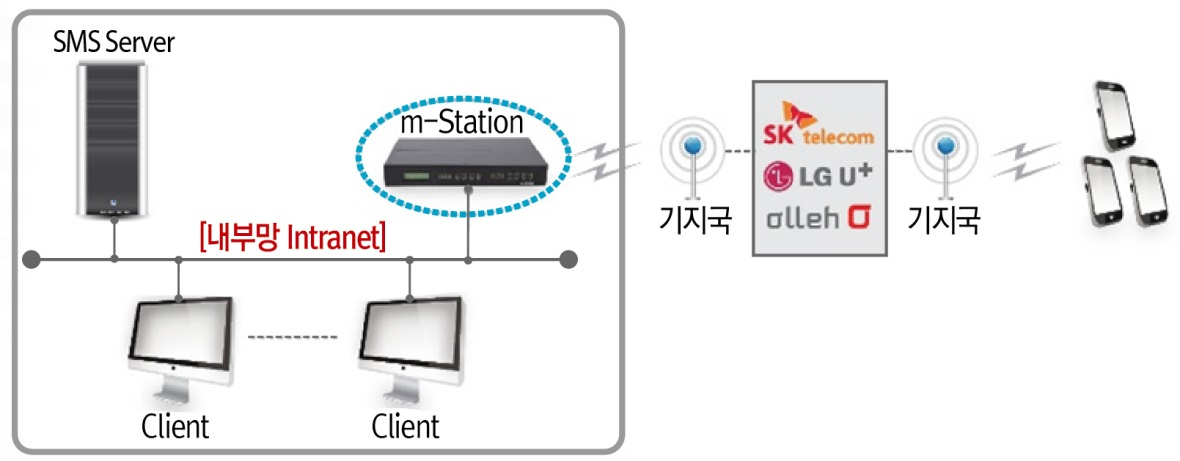 SMS Server
m-Station
[내부망 Intranet]
Client
Client
기지국
SK telecom
LG U+
olleh
기지국